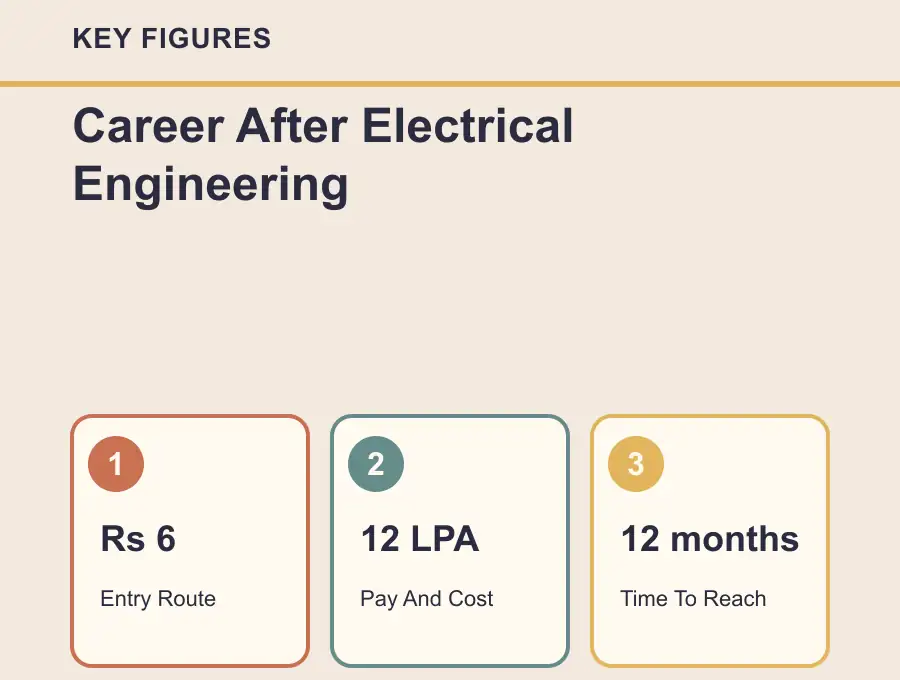 KEY FIGURES
Career After Electrical
Engineering
1
Rs 6
Entry Route
2
12 LPA
Pay And Cost
3
12 months
Time To Reach